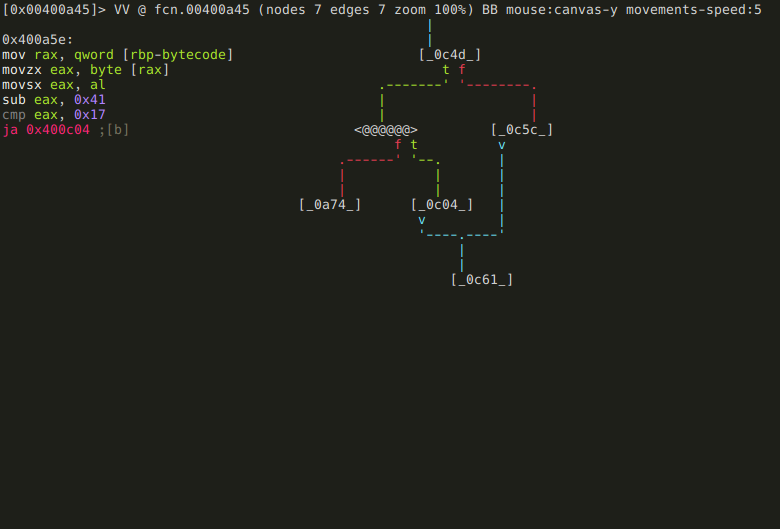 [0x00400a45]> VV @ fcn.00400a45 (nodes 7 edges 7 zoom 100%) BB mouse:canvas-y movements-speed:5
0x400a5e:
mov rax, qword [rbp-bytecode]
[_0c4d_]
movzx eax, byte [rax]
t f
movsx eax, al
sub eax, 0x41
cmp eax, 0x17
ja 0x400c04 ;[b]
<@@@@@@>
[_0c5c_]
f t
v
[_0a74_]
[_0c04_]
v
[_0c61_]